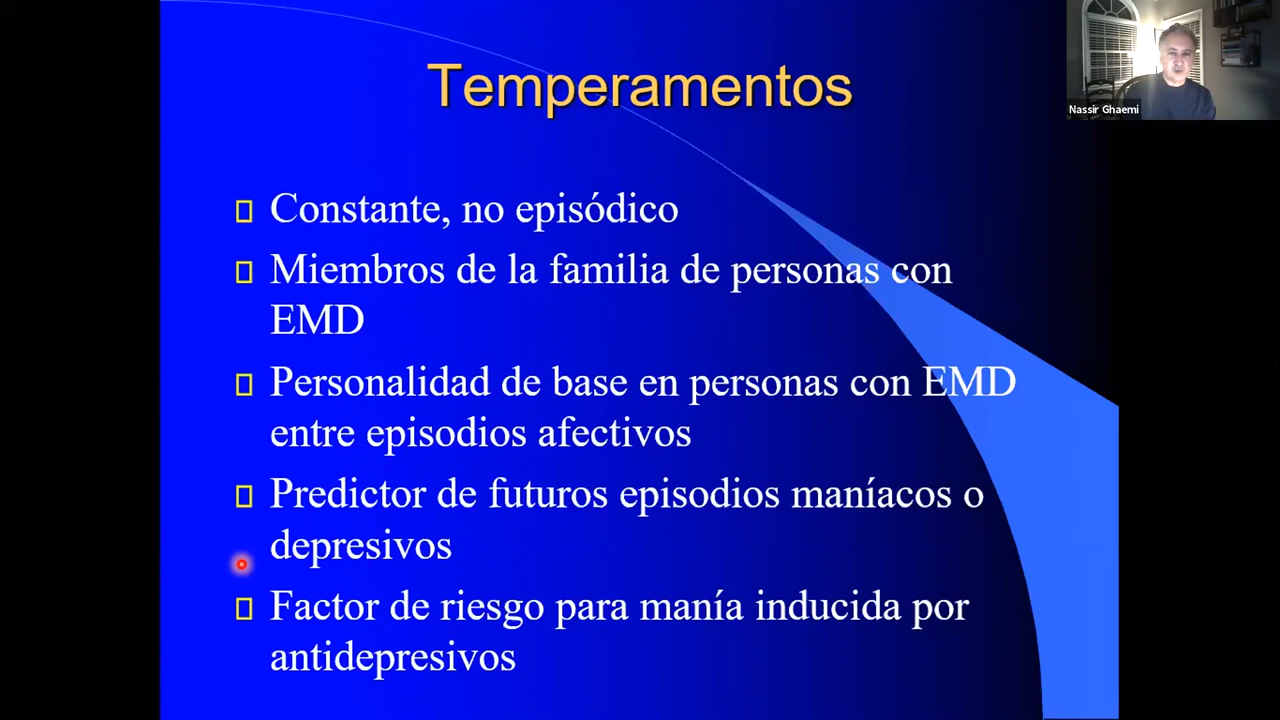 Temperamentos
Nassir Ghaemi
Constante, no episódico
Miembros de la familia de personas con
EMD
Personalidad de base en personas con EMD
entre episodios afectivos
Predictor de futuros episodios maníacos o
depresivos
Factor de riesgo para manía inducida por
antidepresivos